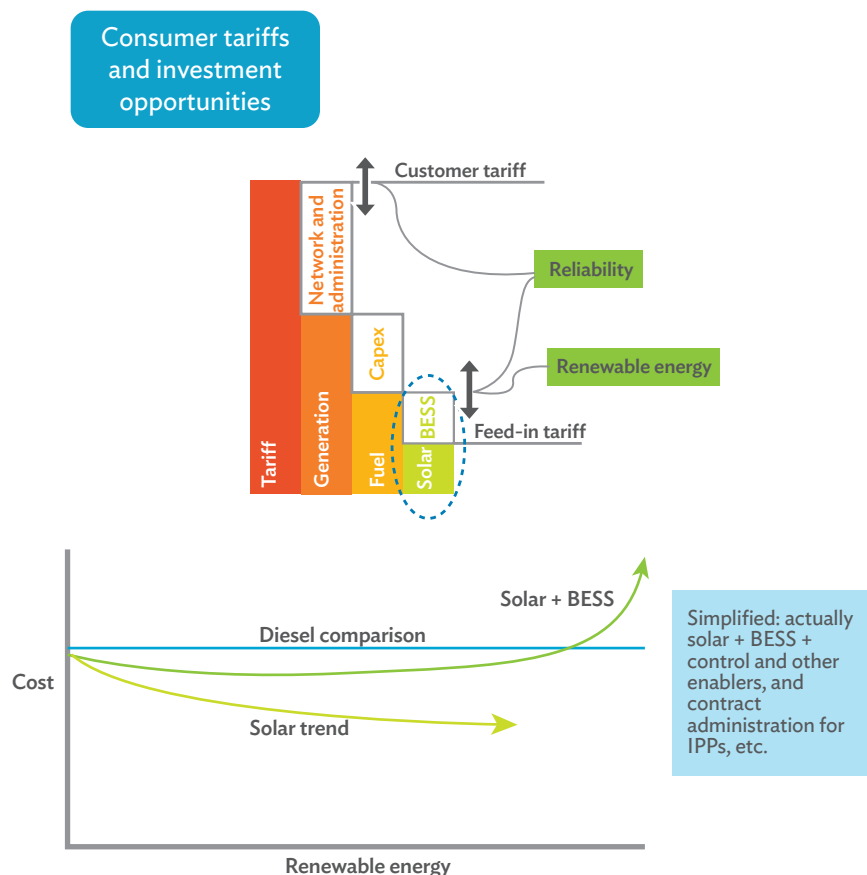 Consumer tariffs
and investment
opportunities
Customer tariff
Network and
administration
Reliability
Capex
Renewable energy
BESS
Feed-in tariff
Tariff
Generation
Fuel
Solar
Solar + BESS
Diesel comparison
Cost
Solar trend
Simplified: actually
solar + BESS +
control and other
enablers, and
contract
administration for
IPPs, etc.
Renewable energy